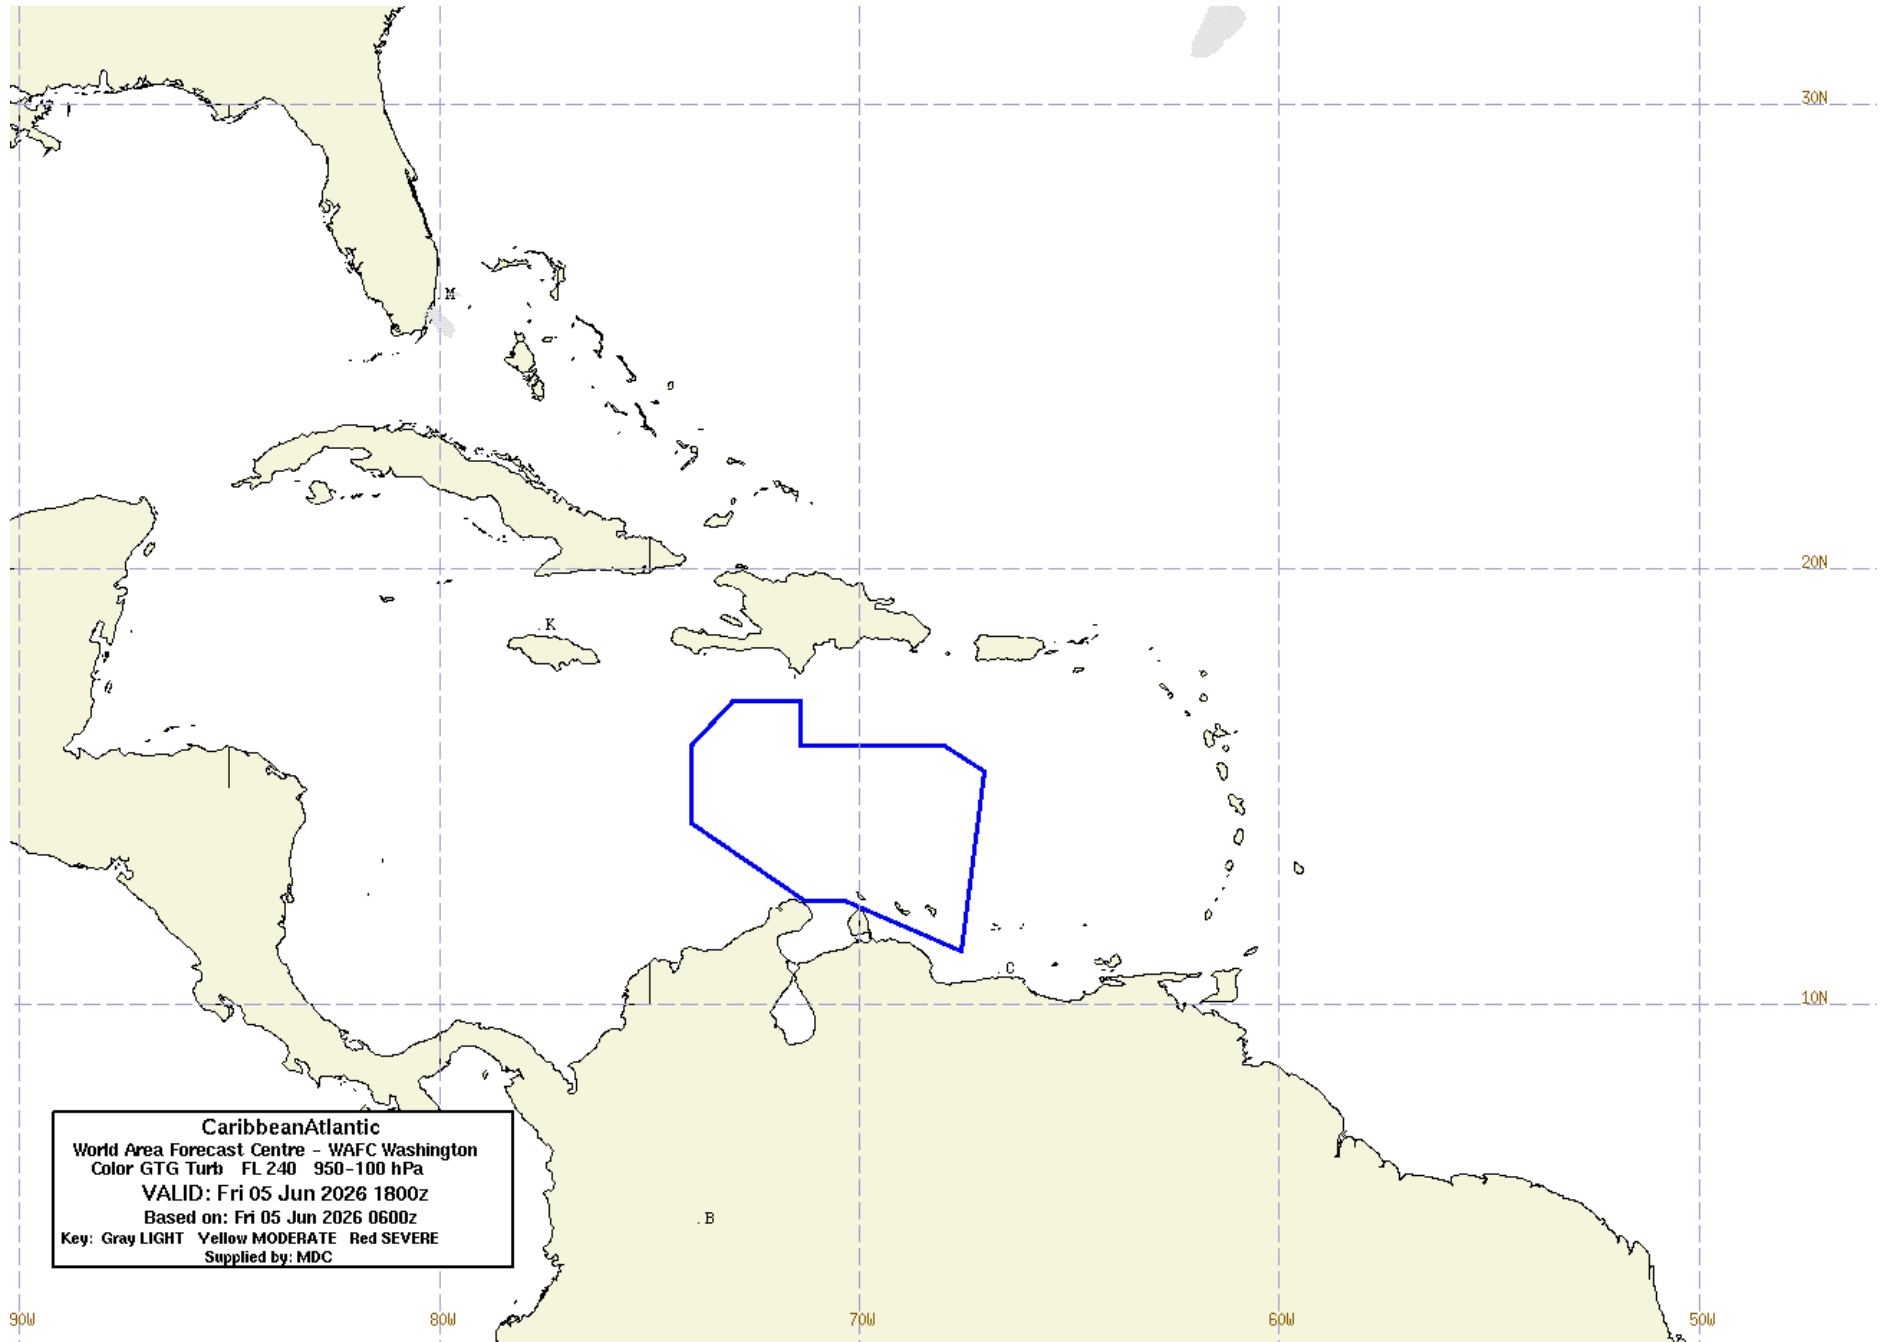 30N
M
20N
K
C
10N
CaribbeanAtlantic
World Area Forecast Centre - WAFC Washington
Color GTG Turb FL 240 950-100 hPa
VALID: Fri 05 Jun 2026 1800z
Based on: Fri 05 Jun 2026 0600z
Key: Gray LIGHT Yellow MODERATE Red SEVERE
Supplied by: MDC
.B
90W 80W 70W 60W 50W